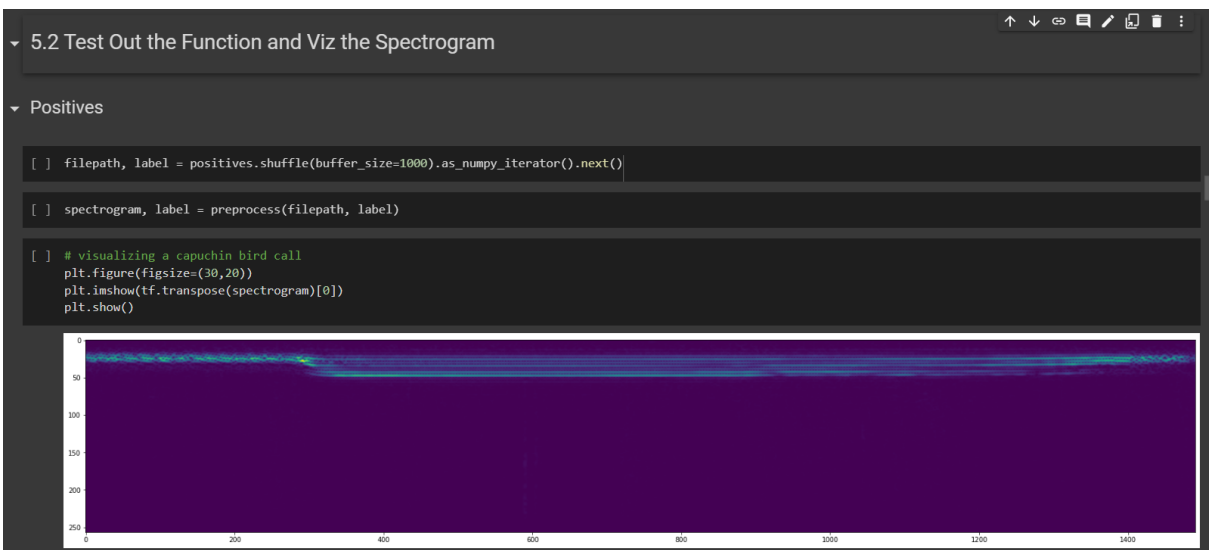 5.2 Test Out the Function and Viz the Spectrogram
Positives
[ ] filepath, label = positives.shuffle(buffer_size=1000).as_numpy_iterator().next()
[ ] spectrogram, label = preprocess(filepath, label)
[ ] # visualizing a capuchin bird call
plt.figure(figsize=(30,20))
plt.imshow(tf.transpose(spectrogram)[0])
plt.show()
0
50
100
150
200
250
0 200 400 600 800 1000 1200 1400